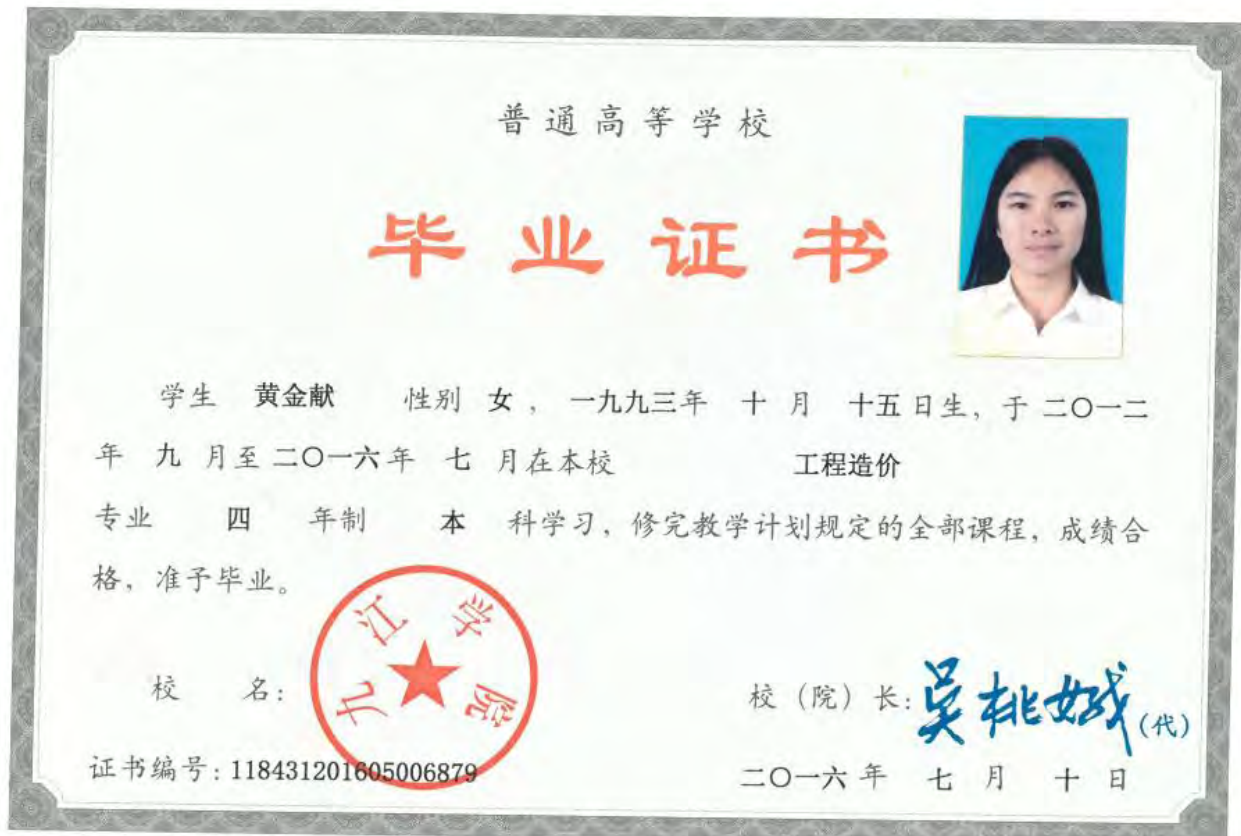 普通高等学校
毕业证书
学生 黄金献 性别 女，一九九三年 十 月 十五日生，于二〇一二
年 九 月至二〇一六年 七 月在本校 工程造价
专业 四 年制 本 科学习，修完教学计划规定的全部课程，成绩合
格，准予毕业。
九江学院
校 名：
校（院）长：吴桃娥（代）
证书编号：118431201605006879
二〇一六年 七 月 十 日